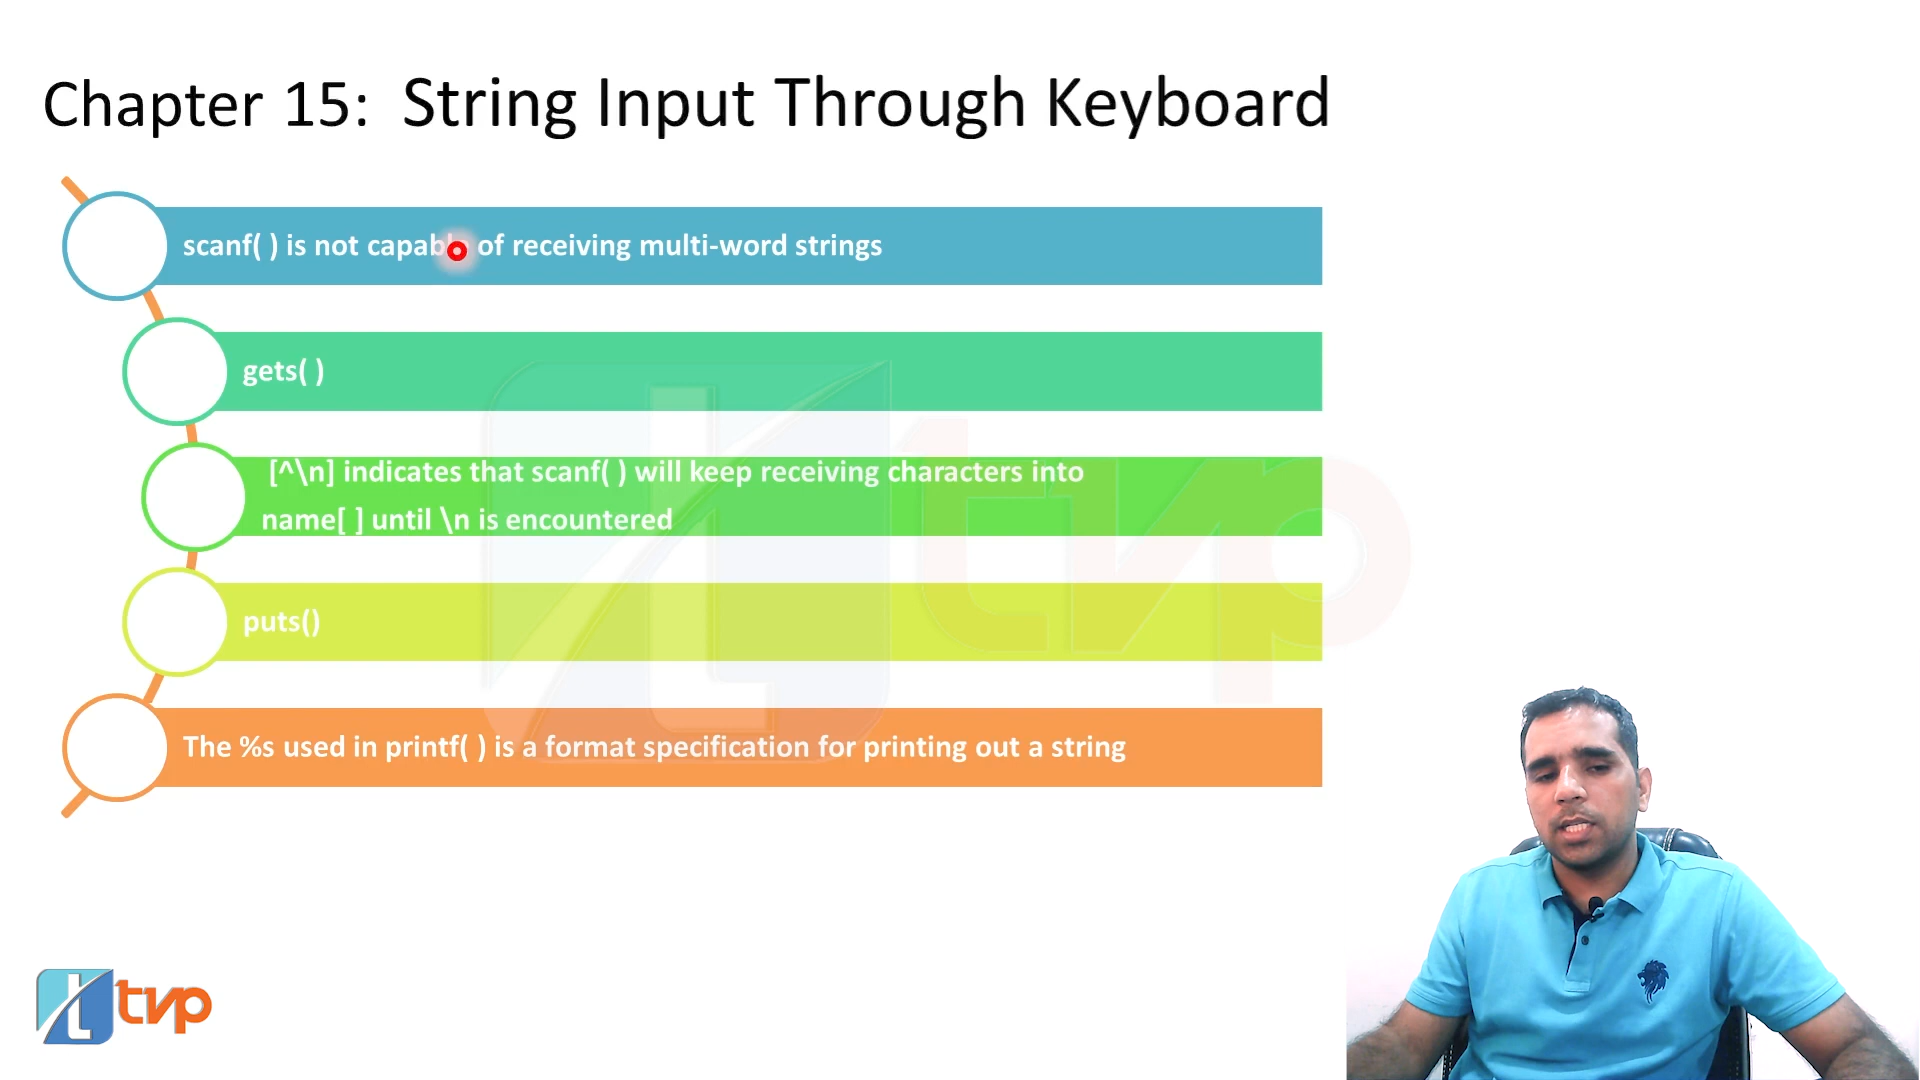 Chapter 15: String Input Through Keyboard
scanf( ) is not capable of receiving multi-word strings
gets( )
[^\n] indicates that scanf( ) will keep receiving characters into
name[ ] until \n is encountered
puts()
The %s used in printf( ) is a format specification for printing out a string
tvp
t tvp